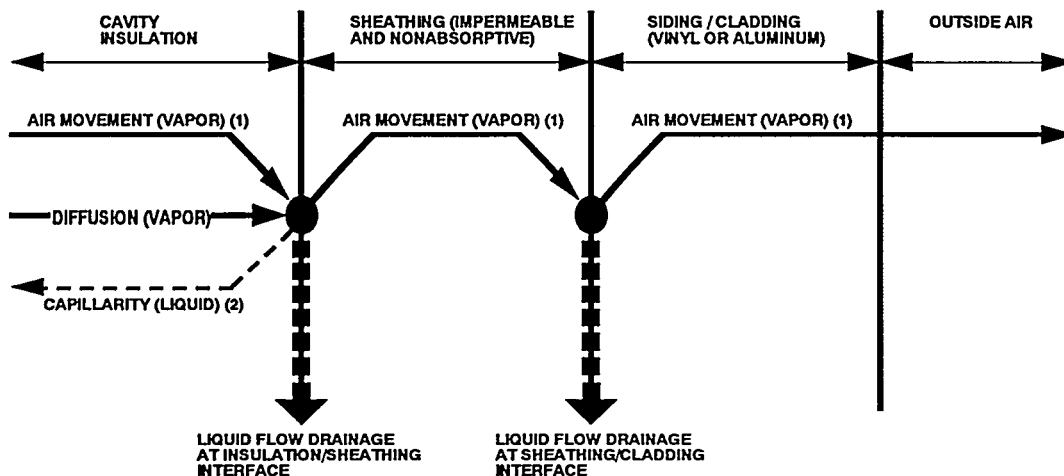 CAVITY
INSULATION
SHEATHING (IMPERMEABLE
AND NONABSORPTIVE)
SIDING / CLADDING
(VINYL OR ALUMINUM)
OUTSIDE AIR
AIR MOVEMENT (VAPOR) (1)
AIR MOVEMENT (VAPOR) (1)
AIR MOVEMENT (VAPOR) (1)
DIFFUSION (VAPOR)
CAPILLARITY (LIQUID) (2)
LIQUID FLOW DRAINAGE
AT INSULATION/SHEATHING
INTERFACE
LIQUID FLOW DRAINAGE
AT SHEATHING/CLADDING
INTERFACE